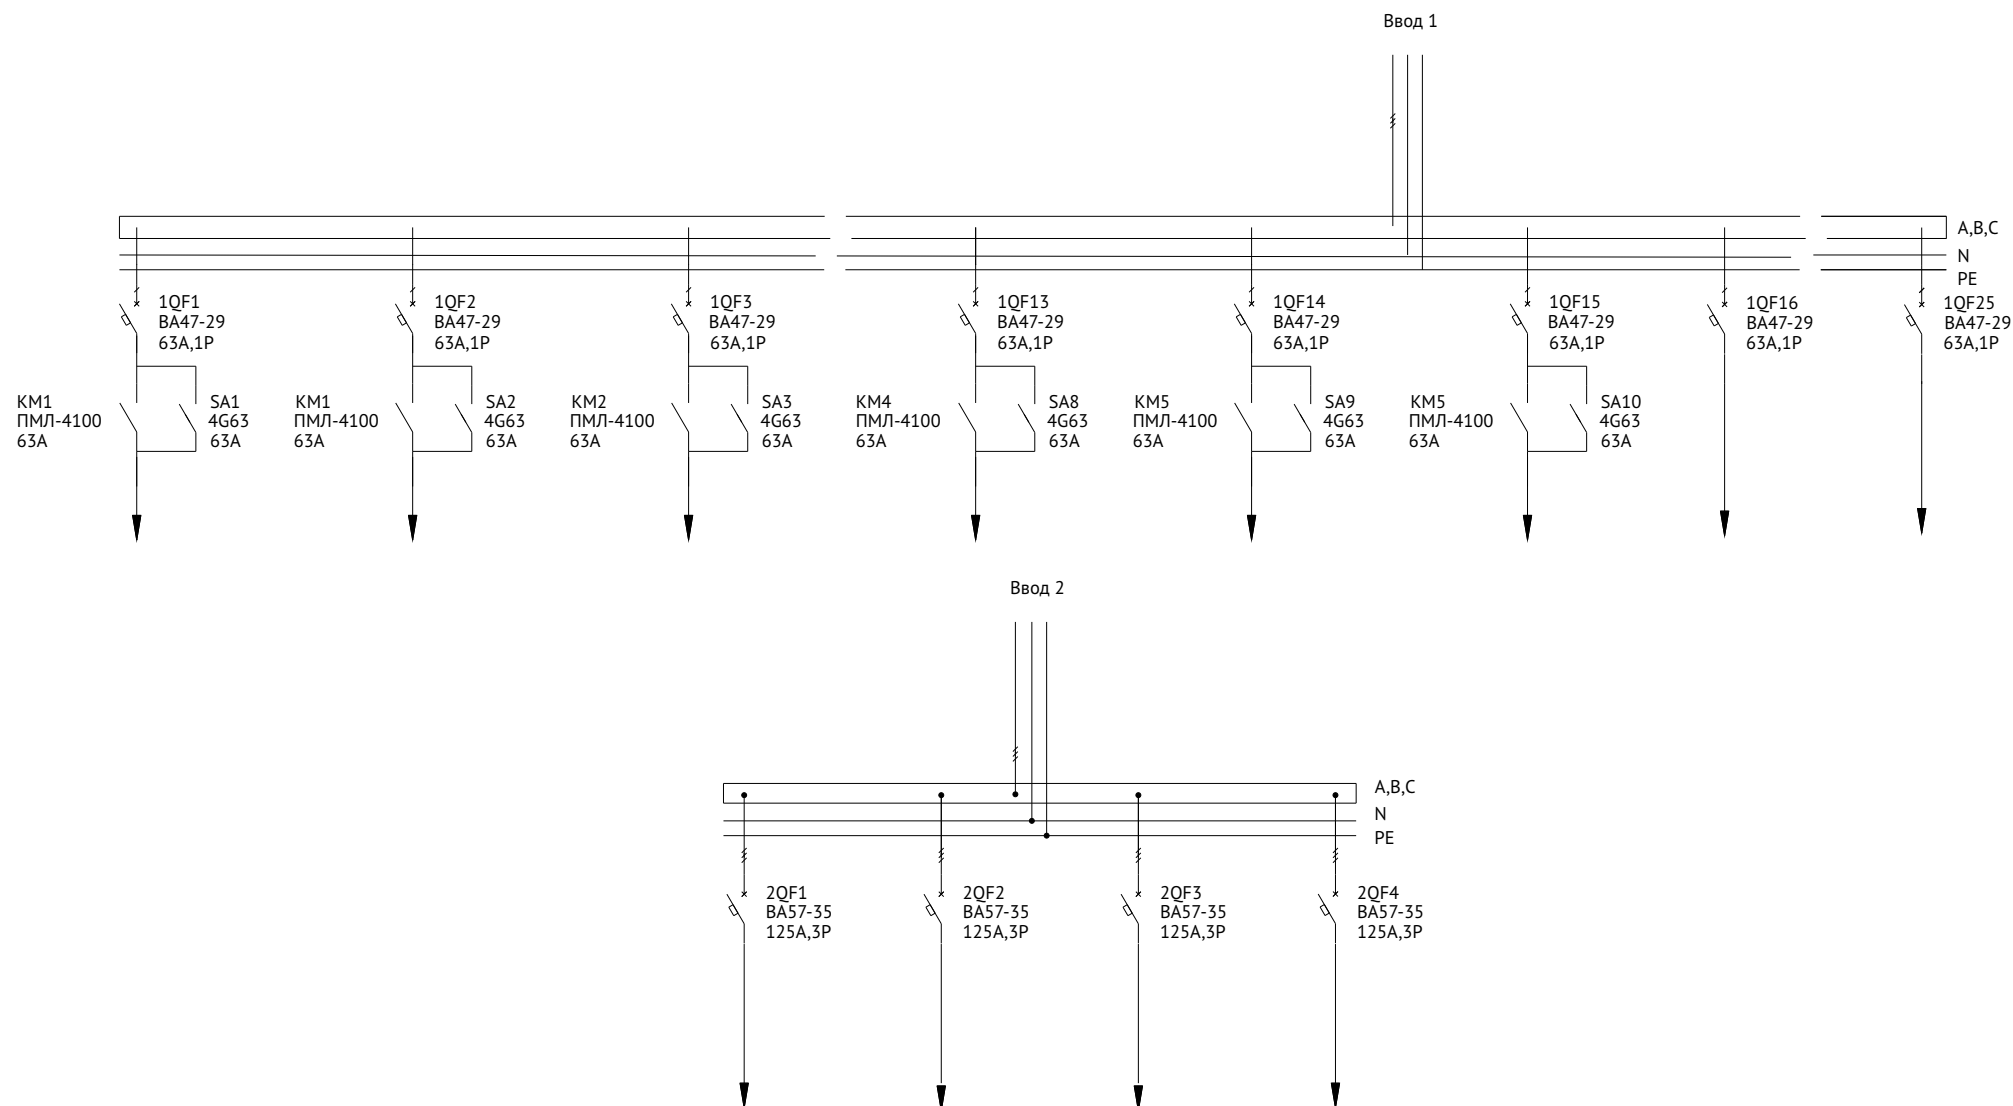 Ввод 1
A,B,C
N
PE
1QF1
ВА47-29
63А,1Р
1QF2
ВА47-29
63А,1Р
1QF3
ВА47-29
63А,1Р
1QF13
ВА47-29
63А,1Р
1QF14
ВА47-29
63А,1Р
1QF15
ВА47-29
63А,1Р
1QF16
ВА47-29
63А,1Р
1QF25
ВА47-29
63А,1Р
КМ1
ПМЛ-4100
63А
SA1
4G63
63А
КМ1
ПМЛ-4100
63А
SA2
4G63
63А
КМ2
ПМЛ-4100
63А
SA3
4G63
63А
КМ4
ПМЛ-4100
63А
SA8
4G63
63А
КМ5
ПМЛ-4100
63А
SA9
4G63
63А
КМ5
ПМЛ-4100
63А
SA10
4G63
63А
Ввод 2
A,B,C
N
PE
2QF1
ВА57-35
125А,3Р
2QF2
ВА57-35
125А,3Р
2QF3
ВА57-35
125А,3Р
2QF4
ВА57-35
125А,3Р